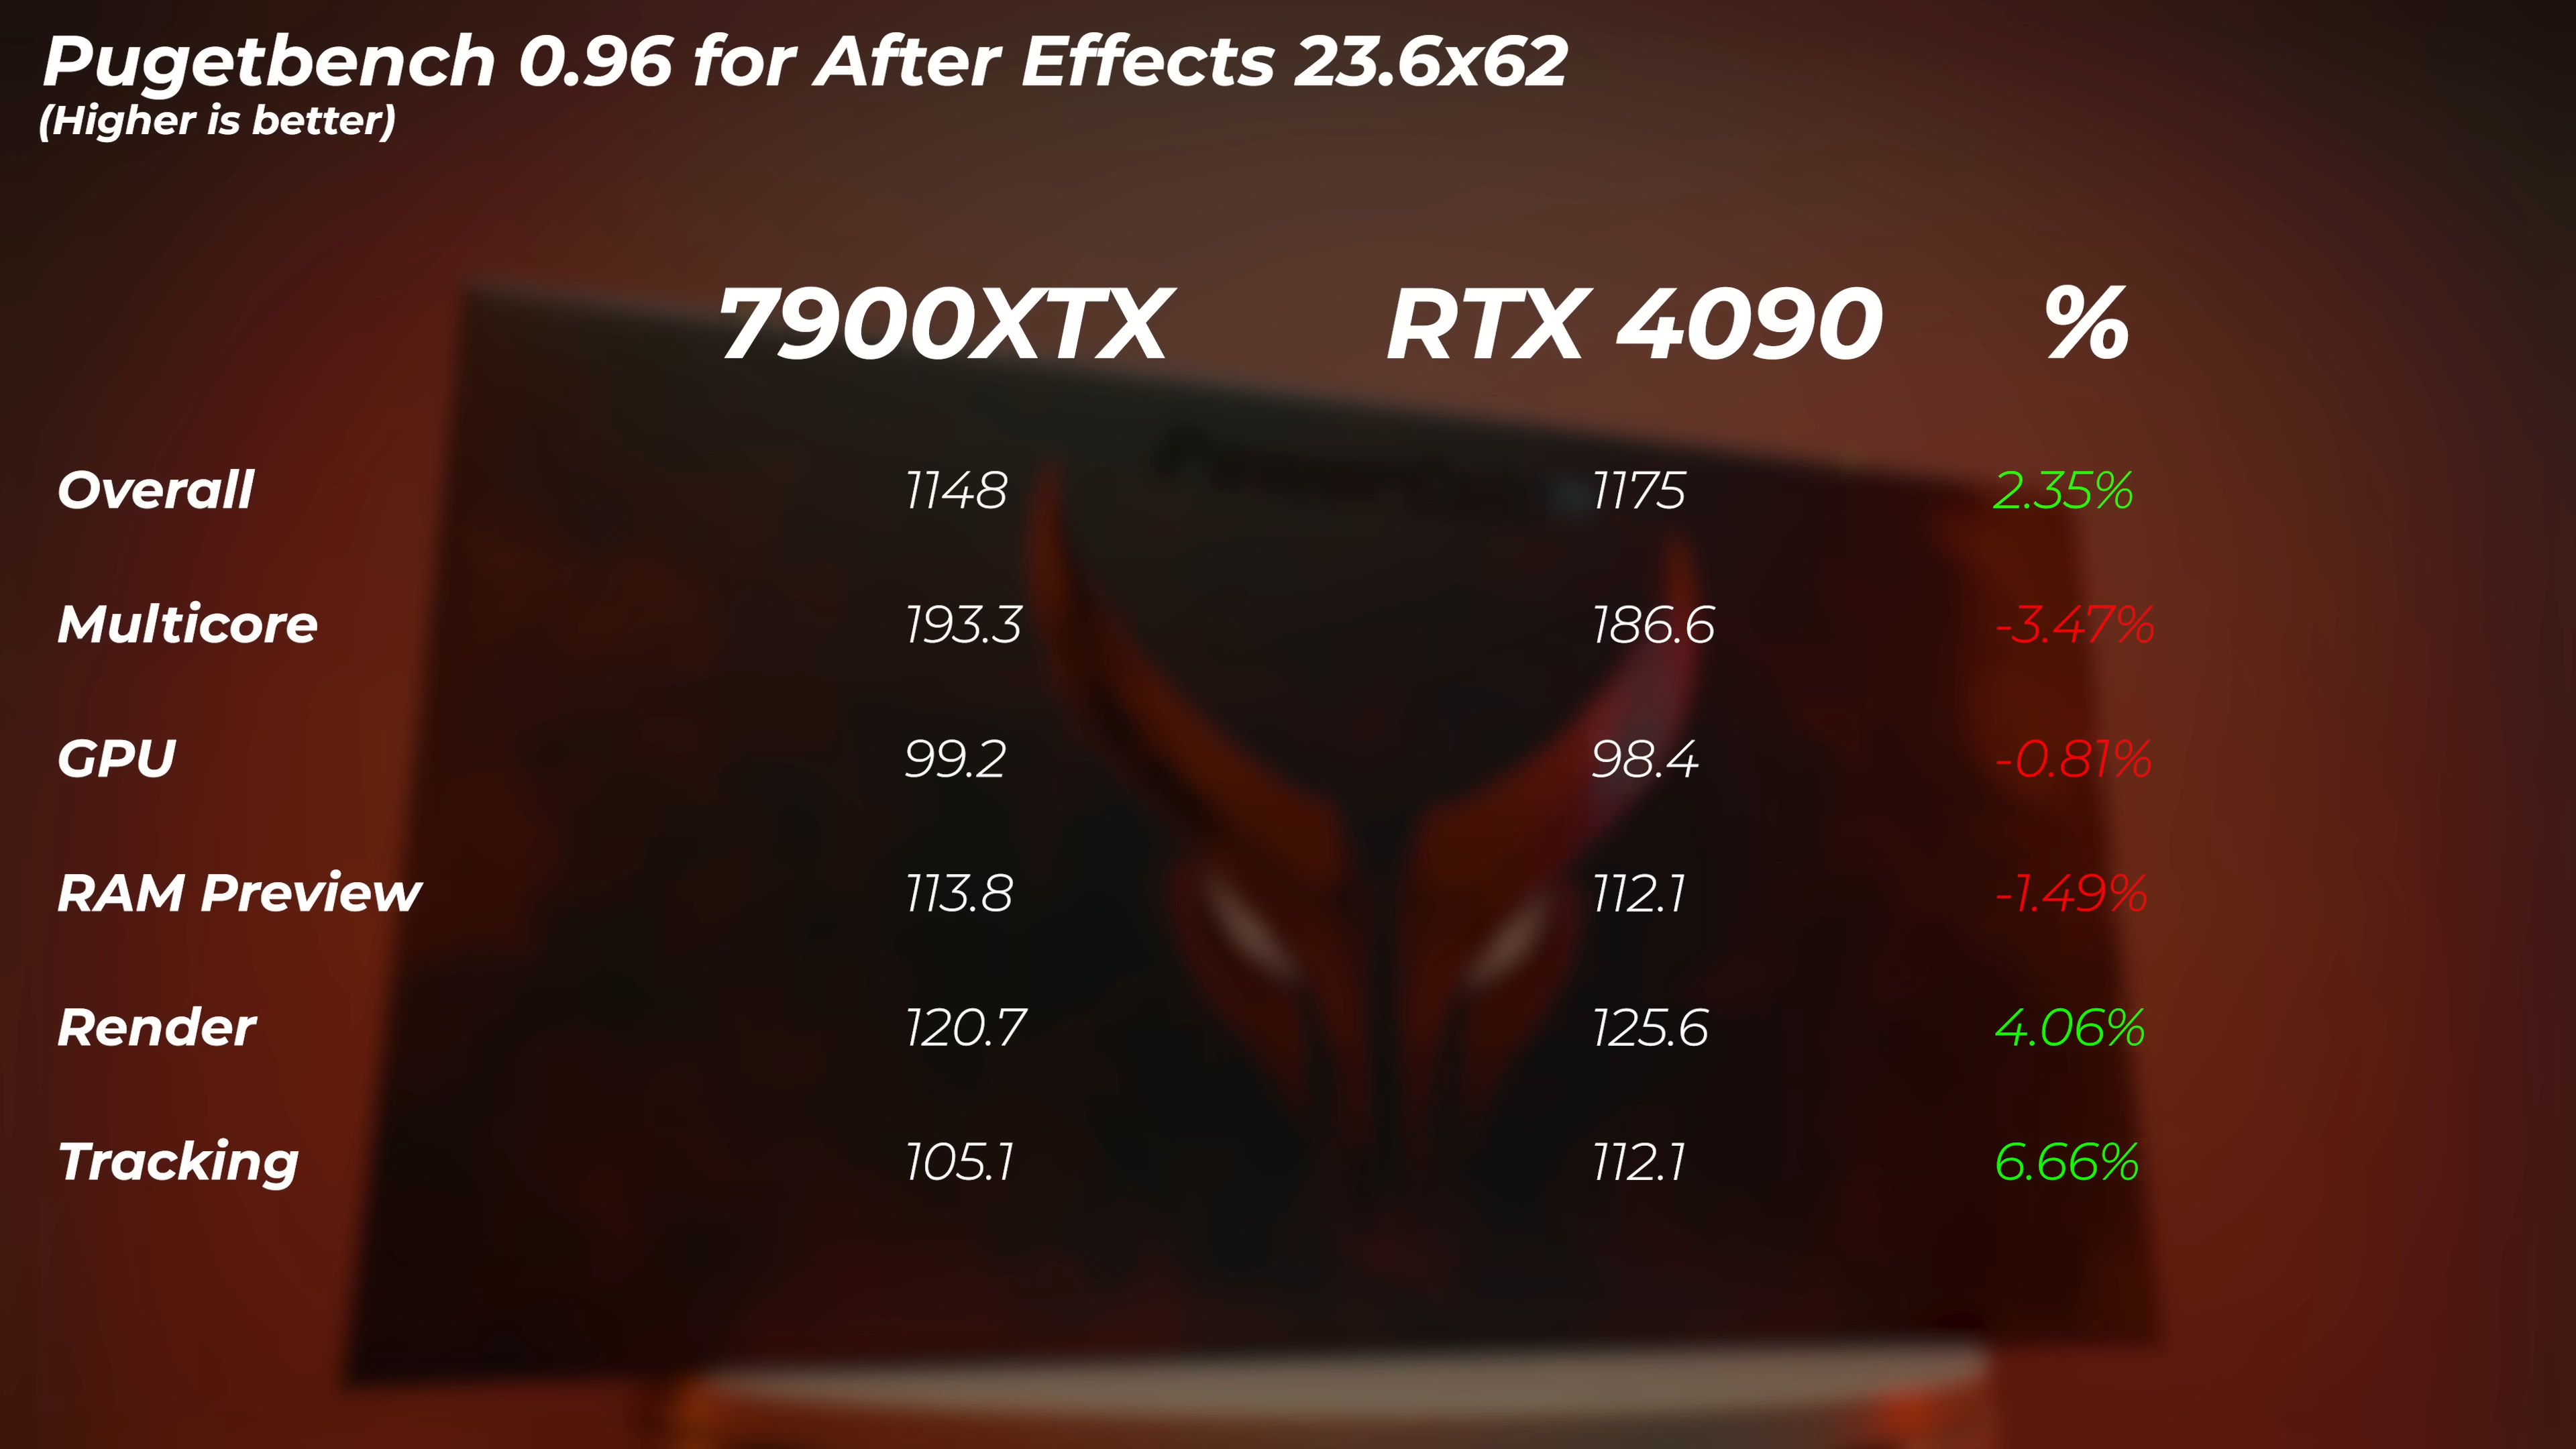 Pugetbench 0.96 for After Effects 23.6x62
(Higher is better)
7900XTX RTX 4090 %
Overall 1148 1175 2.35%
Multicore 193.3 186.6 -3.47%
GPU 99.2 98.4 -0.81%
RAM Preview 113.8 112.1 -1.49%
Render 120.7 125.6 4.06%
Tracking 105.1 112.1 6.66%